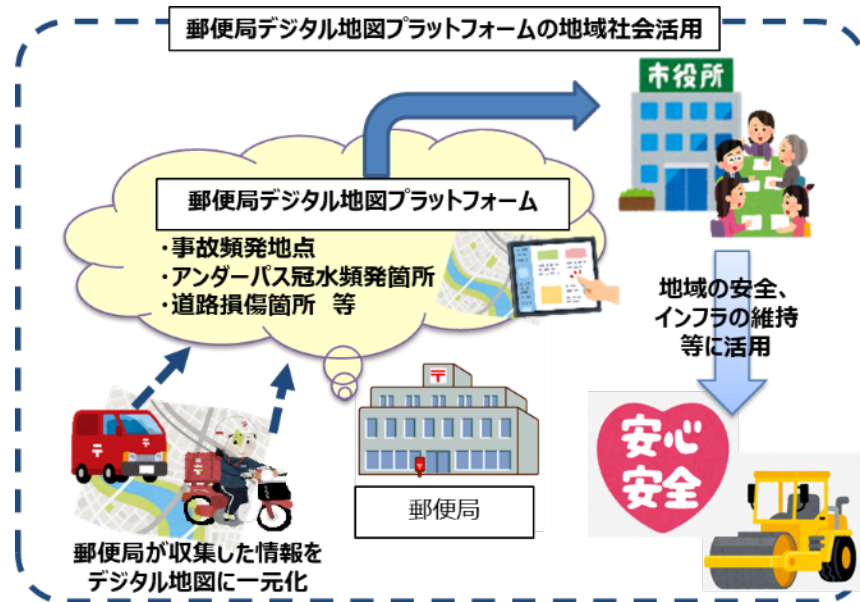 郵便局デジタル地図プラットフォームの地域社会活用
市役所
郵便局デジタル地図プラットフォーム
・事故頻発地点
・アンダーパス冠水頻発箇所
・道路損傷箇所 等
地域の安全、
インフラの維持
等に活用
〒
郵便局
安心
安全
〒
〒
郵便局が収集した情報を
デジタル地図に一元化